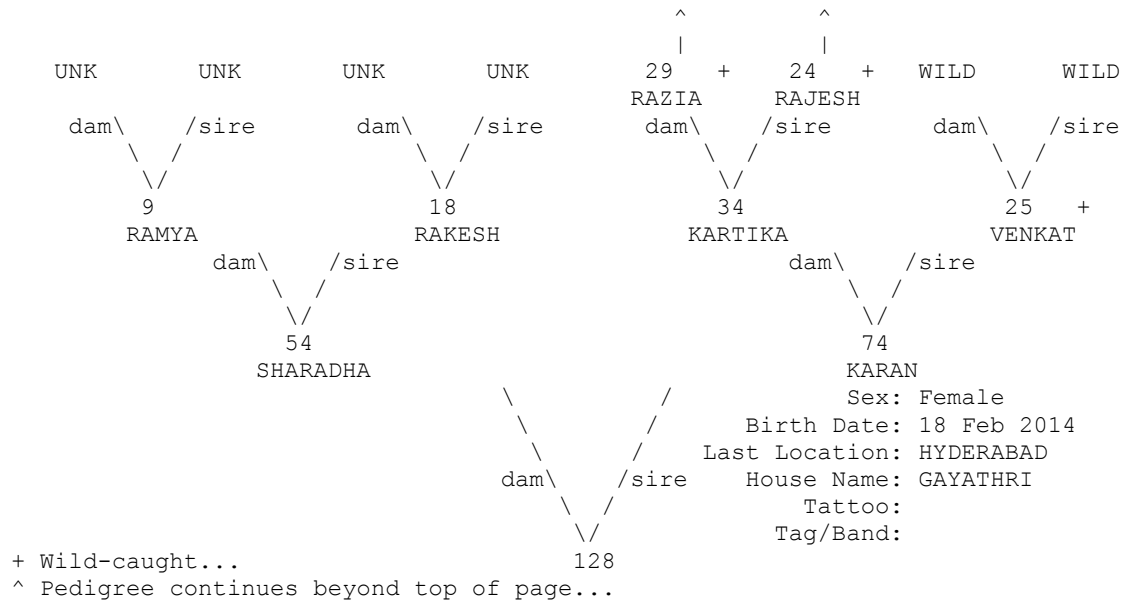 ^ ^
| |
UNK UNK UNK UNK 29 + 24 + WILD WILD
RAZIA RAJESH
dam\ /sire dam\ /sire dam\ /sire dam\ /sire
\ / \ / \ / \ /
\/ \/ \/ \/
9 18 34 25 +
RAMYA RAKESH KARTIKA VENKAT
dam\ /sire dam\ /sire
\ / \ /
\/ \/
54 74
SHARADHA KARAN
\ / Sex: Female
\ / Birth Date: 18 Feb 2014
\ / Last Location: HYDERABAD
dam\ /sire House Name: GAYATHRI
\ / Tattoo:
\/ Tag/Band:
+ Wild-caught... 128
^ Pedigree continues beyond top of page...